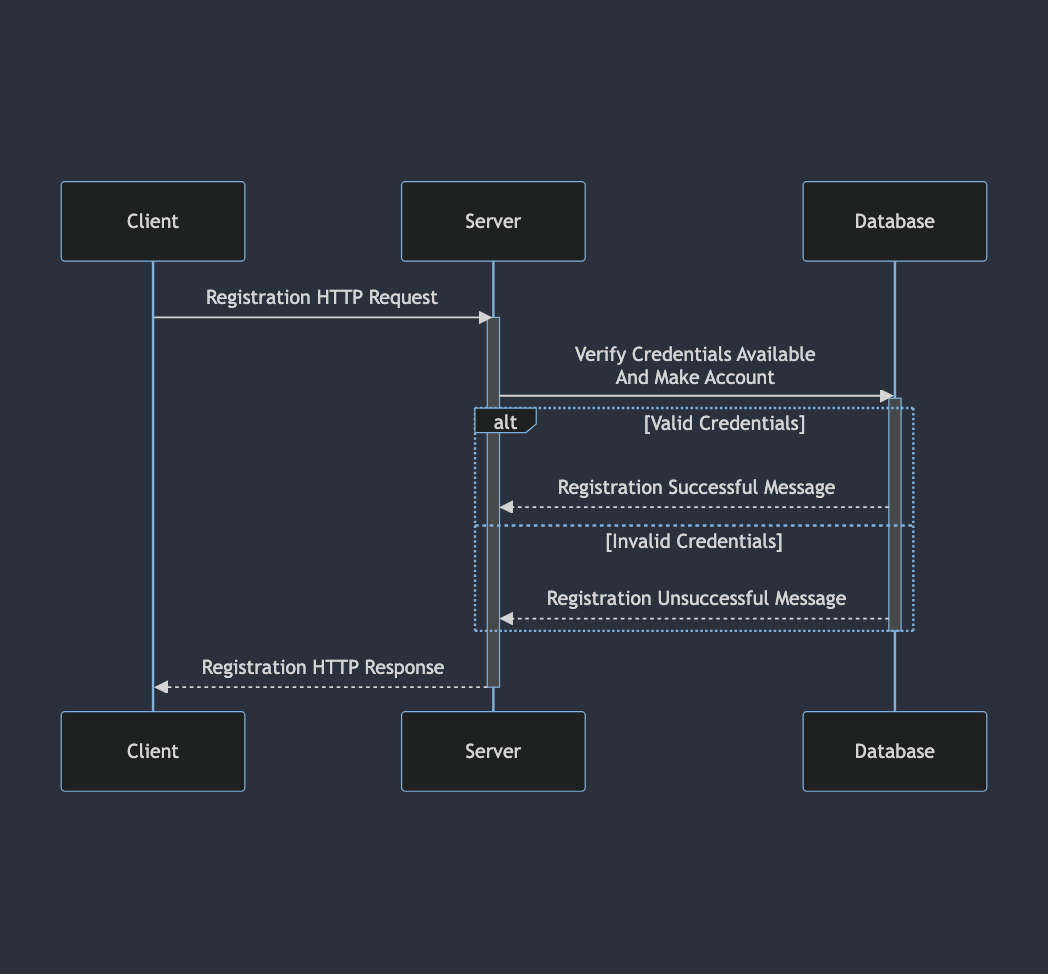 Client
Server
Database
Registration HTTP Request
Verify Credentials Available
And Make Account
alt
[Valid Credentials]
Registration Successful Message
[Invalid Credentials]
Registration Unsuccessful Message
Registration HTTP Response
Client
Server
Database